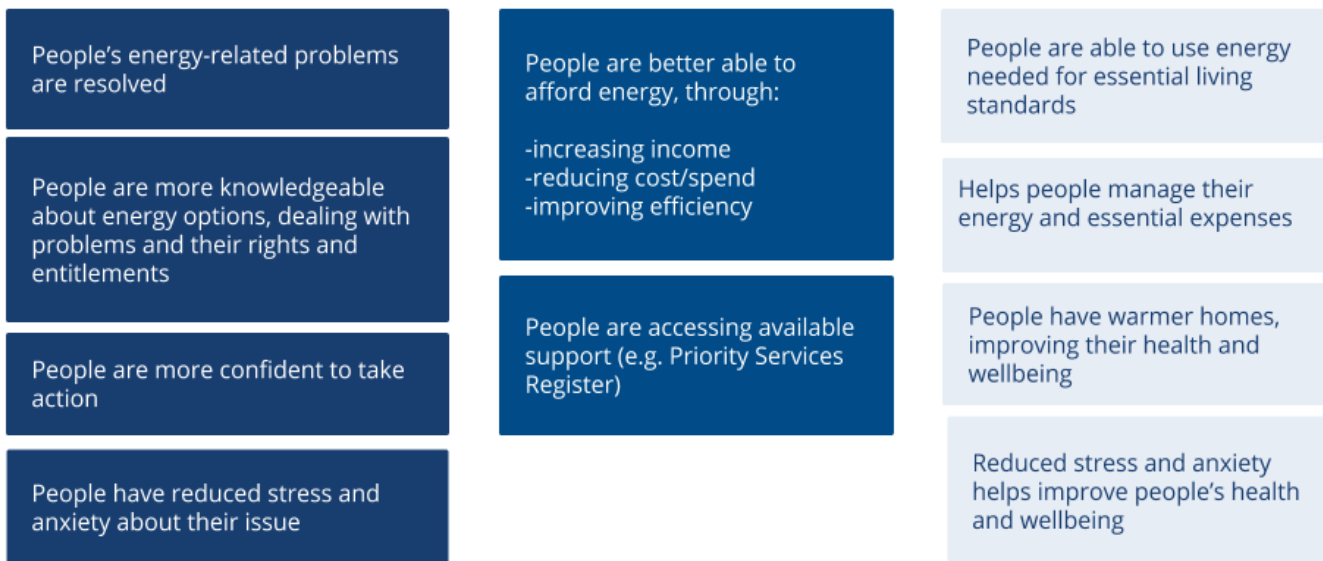 People’s energy-related problems
are resolved
People are more knowledgeable
about energy options, dealing with
problems and their rights and
entitlements
People are more confident to take
action
People have reduced stress and
anxiety about their issue
People are better able to
afford energy, through:
-increasing income
-reducing cost/spend
-improving efficiency
People are accessing available
support (e.g. Priority Services
Register)
People are able to use energy
needed for essential living
standards
Helps people manage their
energy and essential expenses
People have warmer homes,
improving their health and
wellbeing
Reduced stress and anxiety
helps improve people’s health
and wellbeing